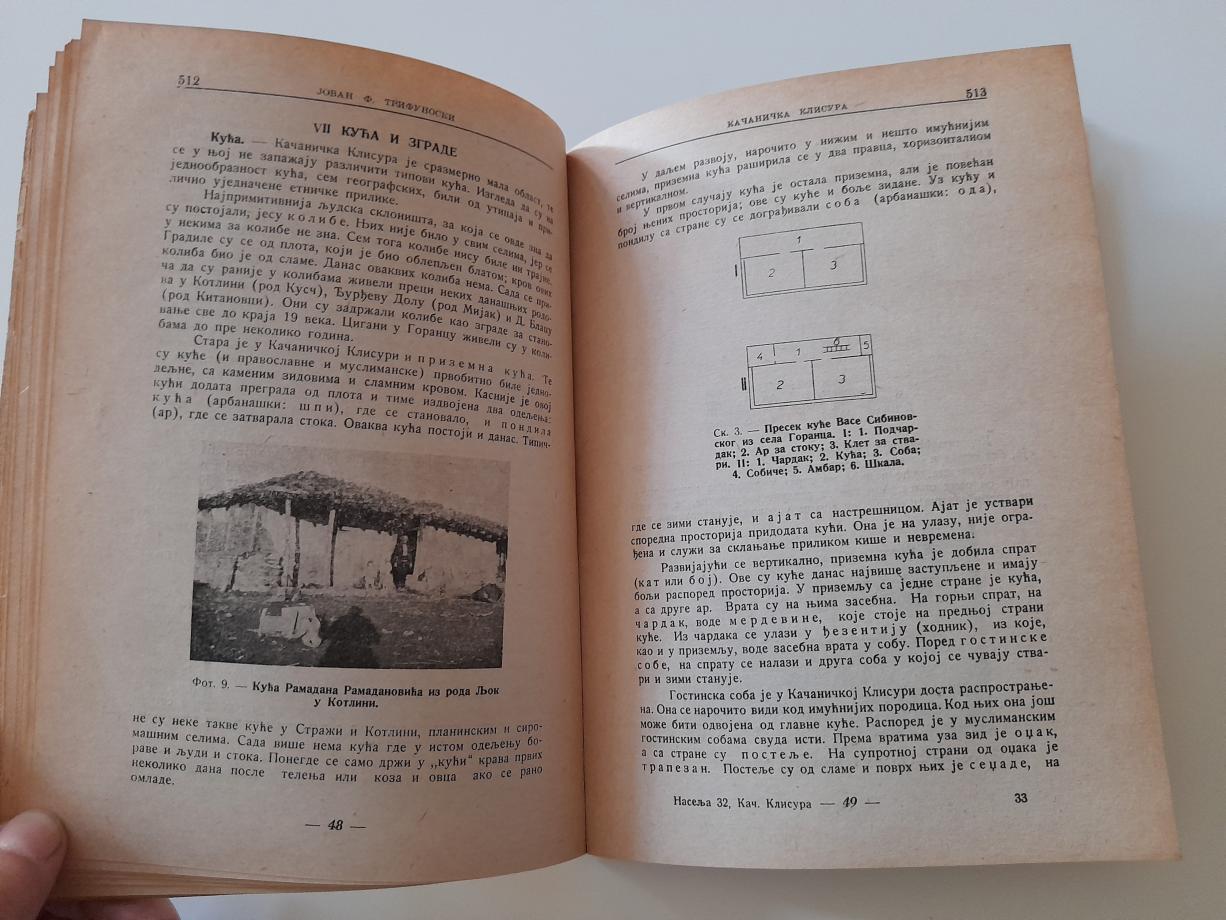 512
ЈОВАН Ф. ТРИФУНОСКИ
VII КУЋА И ЗГРАДЕ
Кућа. — Качаничка Клисура је сразмерно мала област, те
се у њој не запажају различити типови кућа. Изгледа да су на
једнообразност кућа, сем географских, били од утицаја и при-
лично уједначене етничке прилике.
Најпримитивнија људска склоништа, за која се овде зна да
су постојали, јесу колибе. Њих није било у свим селима, јер се
у некима за колибе не зна. Сем тога колибе нису биле ни трајне.
Градиле су се од плота, који је био облепљен блатом; кров ових
колиба био је од сламе. Данас оваквих колиба нема. Сада се при-
ча да су раније у колибама живели преци неких данашњих родо-
ва у Котлини (род Кусч), Ђурђеву Долу (род Мијак) и Д. Блацу
(род Китановци). Они су задржали колибе као зграде за стано-
вање све до краја 19 века. Цигани у Горанцу живели су у коли-
бама до пре неколико година.
Стара је у Качаничкој Клисури и приземна кућа. Те
су куће (и православне и муслиманске) првобитно биле једно-
дељне, са каменим зидовима и сламним кровом. Касније је овој
кући додата преграда од плота и тиме издвојена два одељења:
кућа (арбанашки: шпи), где се становало, и пондила
(ар), где се затварала стока. Оваква кућа постоји и данас. Типич-
Фот. 9. — Кућа Рамадана Рамадановића из рода Љок
у Котлини.
не су неке такве куће у Стражи и Котлини, планинским и сиро-
машним селима. Сада више нема кућа где у истом одељењу бо-
раве и људи и стока. Понегде се само држи у „кући“ крава првих
неколико дана после телења или коза и овца ако се рано
омладе.
— 48 —
513
КАЧАНИЧКА КЛИСУРА
У даљем развоју, нарочито у нижим и нешто имућнијим
селима, приземна кућа раширила се у два правца, хоризонталном
и вертикалном.
У првом случају кућа је остала приземна, али је повећан
број њених просторија; ове су куће и боље зидане. Уз кућу и
пондилу са стране су се дограђивали соба (арбанашки: ода),
I
1
2
3
II
4
1
6
5
2
3
Ск. 3. — Пресек куће Васе Сибинов-
ског из села Горанца. I: 1. Подчар-
дак; 2. Ар за стоку; 3. Клет за ства-
ри. II: 1. Чардак; 2. Кућа; 3. Соба;
4. Собиче; 5. Амбар; 6. Шкала.
где се зими станује, и ајат са настрешницом. Ајат је уствари
споредна просторија придодата кући. Она је на улазу, није огра-
ђена и служи за склањање приликом кише и невремена.
Развијајући се вертикално, приземна кућа је добила спрат
(кат или бој). Ове су куће данас највише заступљене и имају
бољи распоред просторија. У приземљу са једне стране је кућа,
а са друге ар. Врата су на њима засебна. На горњи спрат, на
чардак, воде мердевине, које стоје на предњој страни
куће. Из чардака се улази у ђезентију (ходник), из које,
као и у приземљу, воде засебна врата у собу. Поред гостинске
собе, на спрату се налази и друга соба у којој се чувају ства-
ри и зими станује.
Гостинска соба је у Качаничкој Клисури доста распрострање-
на. Она се нарочито види код имућнијих породица. Код њих она још
може бити одвојена од главне куће. Распоред је у муслиманским
гостинским собама свуда исти. Према вратима уза вид је оџак,
а са стране су постеље. На супротној страни од оџака је
трапезан. Постеље су од сламе и поврх њих је сеџаде, на
Насеља 32, Кач. Клисура — 49 —
33